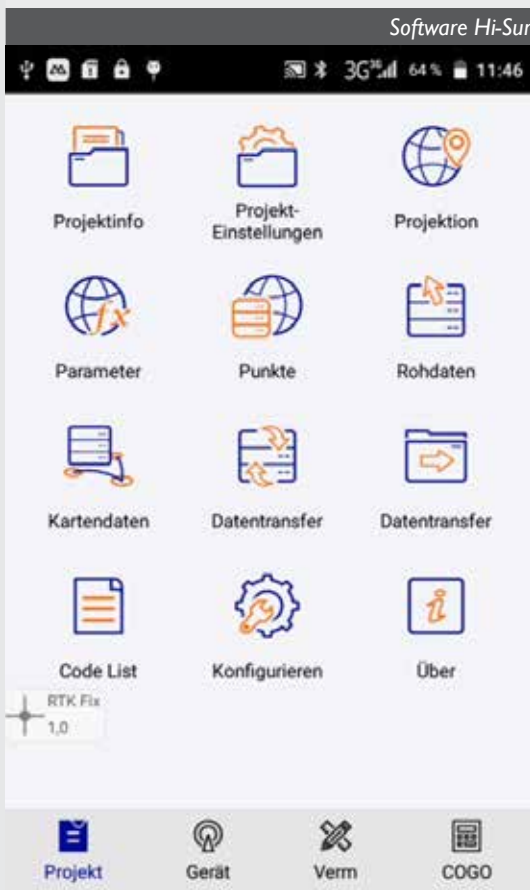 Software Hi-Sur
3G 3G 64 % 11:46
Projektinfo
Projekt-
Einstellungen
Projektion
Parameter
Punkte
Rohdaten
Kartendaten
Datentransfer
Datentransfer
Code List
Konfigurieren
Über
RTK Fix
1,0
Projekt
Gerät
Verm
COGO